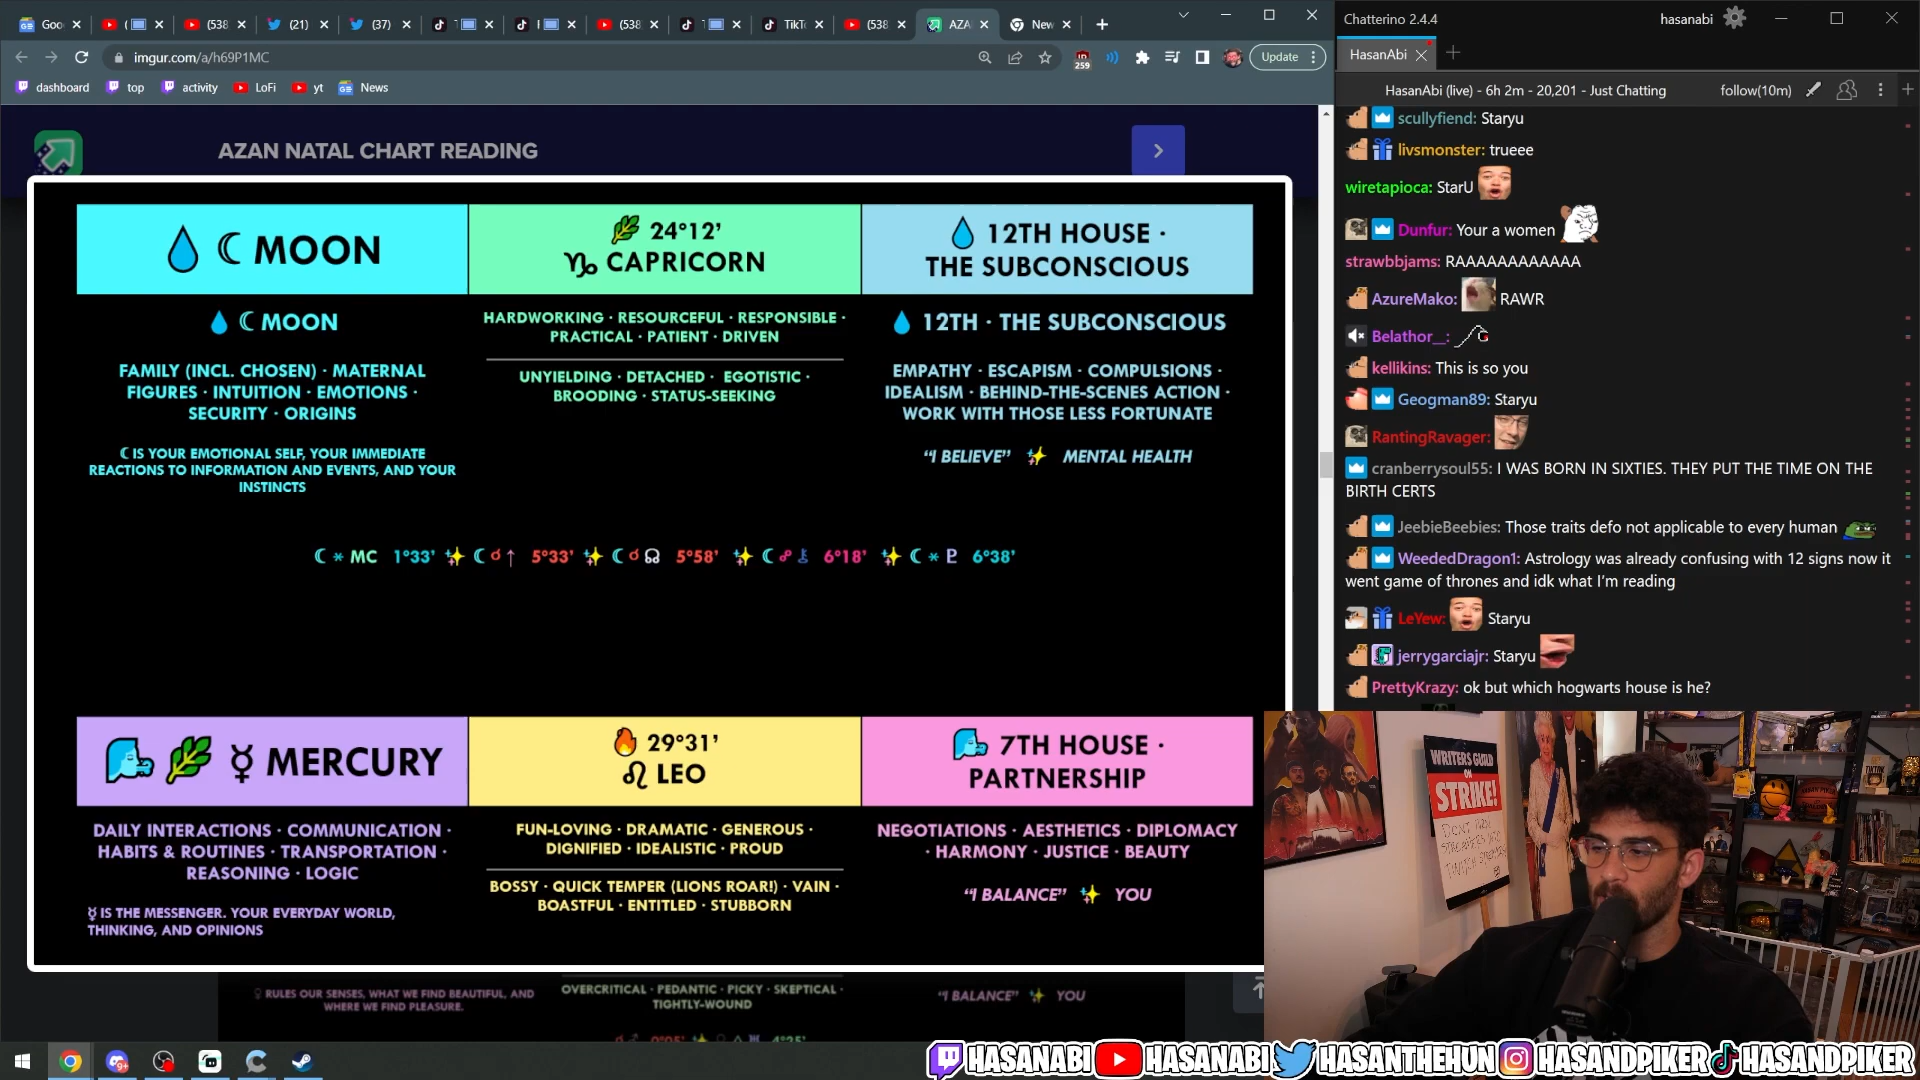 Goo
(538
(21)
(37)
(538
TikT
(538
AZA
New
imgur.com/a/h69P1MC
259
Update
dashboard
top
activity
LoFi
yt
News
AZAN NATAL CHART READING
☾ MOON
24°12’
♑ CAPRICORN
12TH HOUSE ·
THE SUBCONSCIOUS
☾ MOON
FAMILY (INCL. CHOSEN) · MATERNAL
FIGURES · INTUITION · EMOTIONS ·
SECURITY · ORIGINS
☾ IS YOUR EMOTIONAL SELF, YOUR IMMEDIATE
REACTIONS TO INFORMATION AND EVENTS, AND YOUR
INSTINCTS
HARDWORKING · RESOURCEFUL · RESPONSIBLE ·
PRACTICAL · PATIENT · DRIVEN
UNYIELDING · DETACHED · EGOTISTIC ·
BROODING · STATUS-SEEKING
12TH · THE SUBCONSCIOUS
EMPATHY · ESCAPISM · COMPULSIONS ·
IDEALISM · BEHIND-THE-SCENES ACTION ·
WORK WITH THOSE LESS FORTUNATE
“I BELIEVE” ✨ MENTAL HEALTH
☾ ⚹ MC 1°33’ ✨ ☾ ☌ ↑ 5°33’ ✨ ☾ ☌ ☊ 5°58’ ✨ ☾ ☍ ⚷ 6°18’ ✨ ☾ ⚹ ♇ 6°38’
☿ MERCURY
29°31’
♌ LEO
7TH HOUSE ·
PARTNERSHIP
DAILY INTERACTIONS · COMMUNICATION ·
HABITS & ROUTINES · TRANSPORTATION ·
REASONING · LOGIC
☿ IS THE MESSENGER. YOUR EVERYDAY WORLD,
THINKING, AND OPINIONS
FUN-LOVING · DRAMATIC · GENEROUS ·
DIGNIFIED · IDEALISTIC · PROUD
BOSSY · QUICK TEMPER (LIONS ROAR!) · VAIN ·
BOASTFUL · ENTITLED · STUBBORN
NEGOTIATIONS · AESTHETICS · DIPLOMACY
· HARMONY · JUSTICE · BEAUTY
“I BALANCE” ✨ YOU
♀ RULES OUR SENSES, WHAT WE FIND BEAUTIFUL, AND
WHERE WE FIND PLEASURE.
OVERCRITICAL · PEDANTIC · PICKY · SKEPTICAL ·
TIGHTLY-WOUND
“I BALANCE” ✨ YOU
Chatterino 2.4.4
hasanabi
HasanAbi
HasanAbi (live) - 6h 2m - 20,201 - Just Chatting
follow(10m)
scullyfiend: Staryu
livsmonster: trueee
wiretapioca: StarU
Dunfur: Your a women
strawbbjams: RAAAAAAAAAAAA
AzureMako: RAWR
Belathor__:
kellikins: This is so you
Geogman89: Staryu
RantingRavager:
cranberrysoul55: I WAS BORN IN SIXTIES. THEY PUT THE TIME ON THE
BIRTH CERTS
JeebieBeebies: Those traits defo not applicable to every human
WeededDragon1: Astrology was already confusing with 12 signs now it
went game of thrones and idk what I’m reading
LeYew: Staryu
jerrygarciajr: Staryu
PrettyKrazy: ok but which hogwarts house is he?
WRITERS GUILD
ON
STRIKE!
HASANABI
HASANABI
HASANTHEHUN
HASANDPIKER
HASANDPIKER